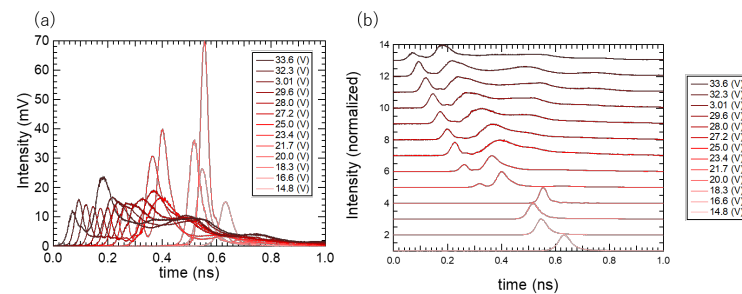 (a)
70
60
50
40
30
20
10
0
Intensity (mV)
33.6 (V)
32.3 (V)
3.01 (V)
29.6 (V)
28.0 (V)
27.2 (V)
25.0 (V)
23.4 (V)
21.7 (V)
20.0 (V)
18.3 (V)
16.6 (V)
14.8 (V)
0.0 0.2 0.4 0.6 0.8 1.0
time (ns)
(b)
14
12
10
8
6
4
2
Intensity (normalized)
0.0 0.2 0.4 0.6 0.8 1.0
time (ns)
33.6 (V)
32.3 (V)
3.01 (V)
29.6 (V)
28.0 (V)
27.2 (V)
25.0 (V)
23.4 (V)
21.7 (V)
20.0 (V)
18.3 (V)
16.6 (V)
14.8 (V)